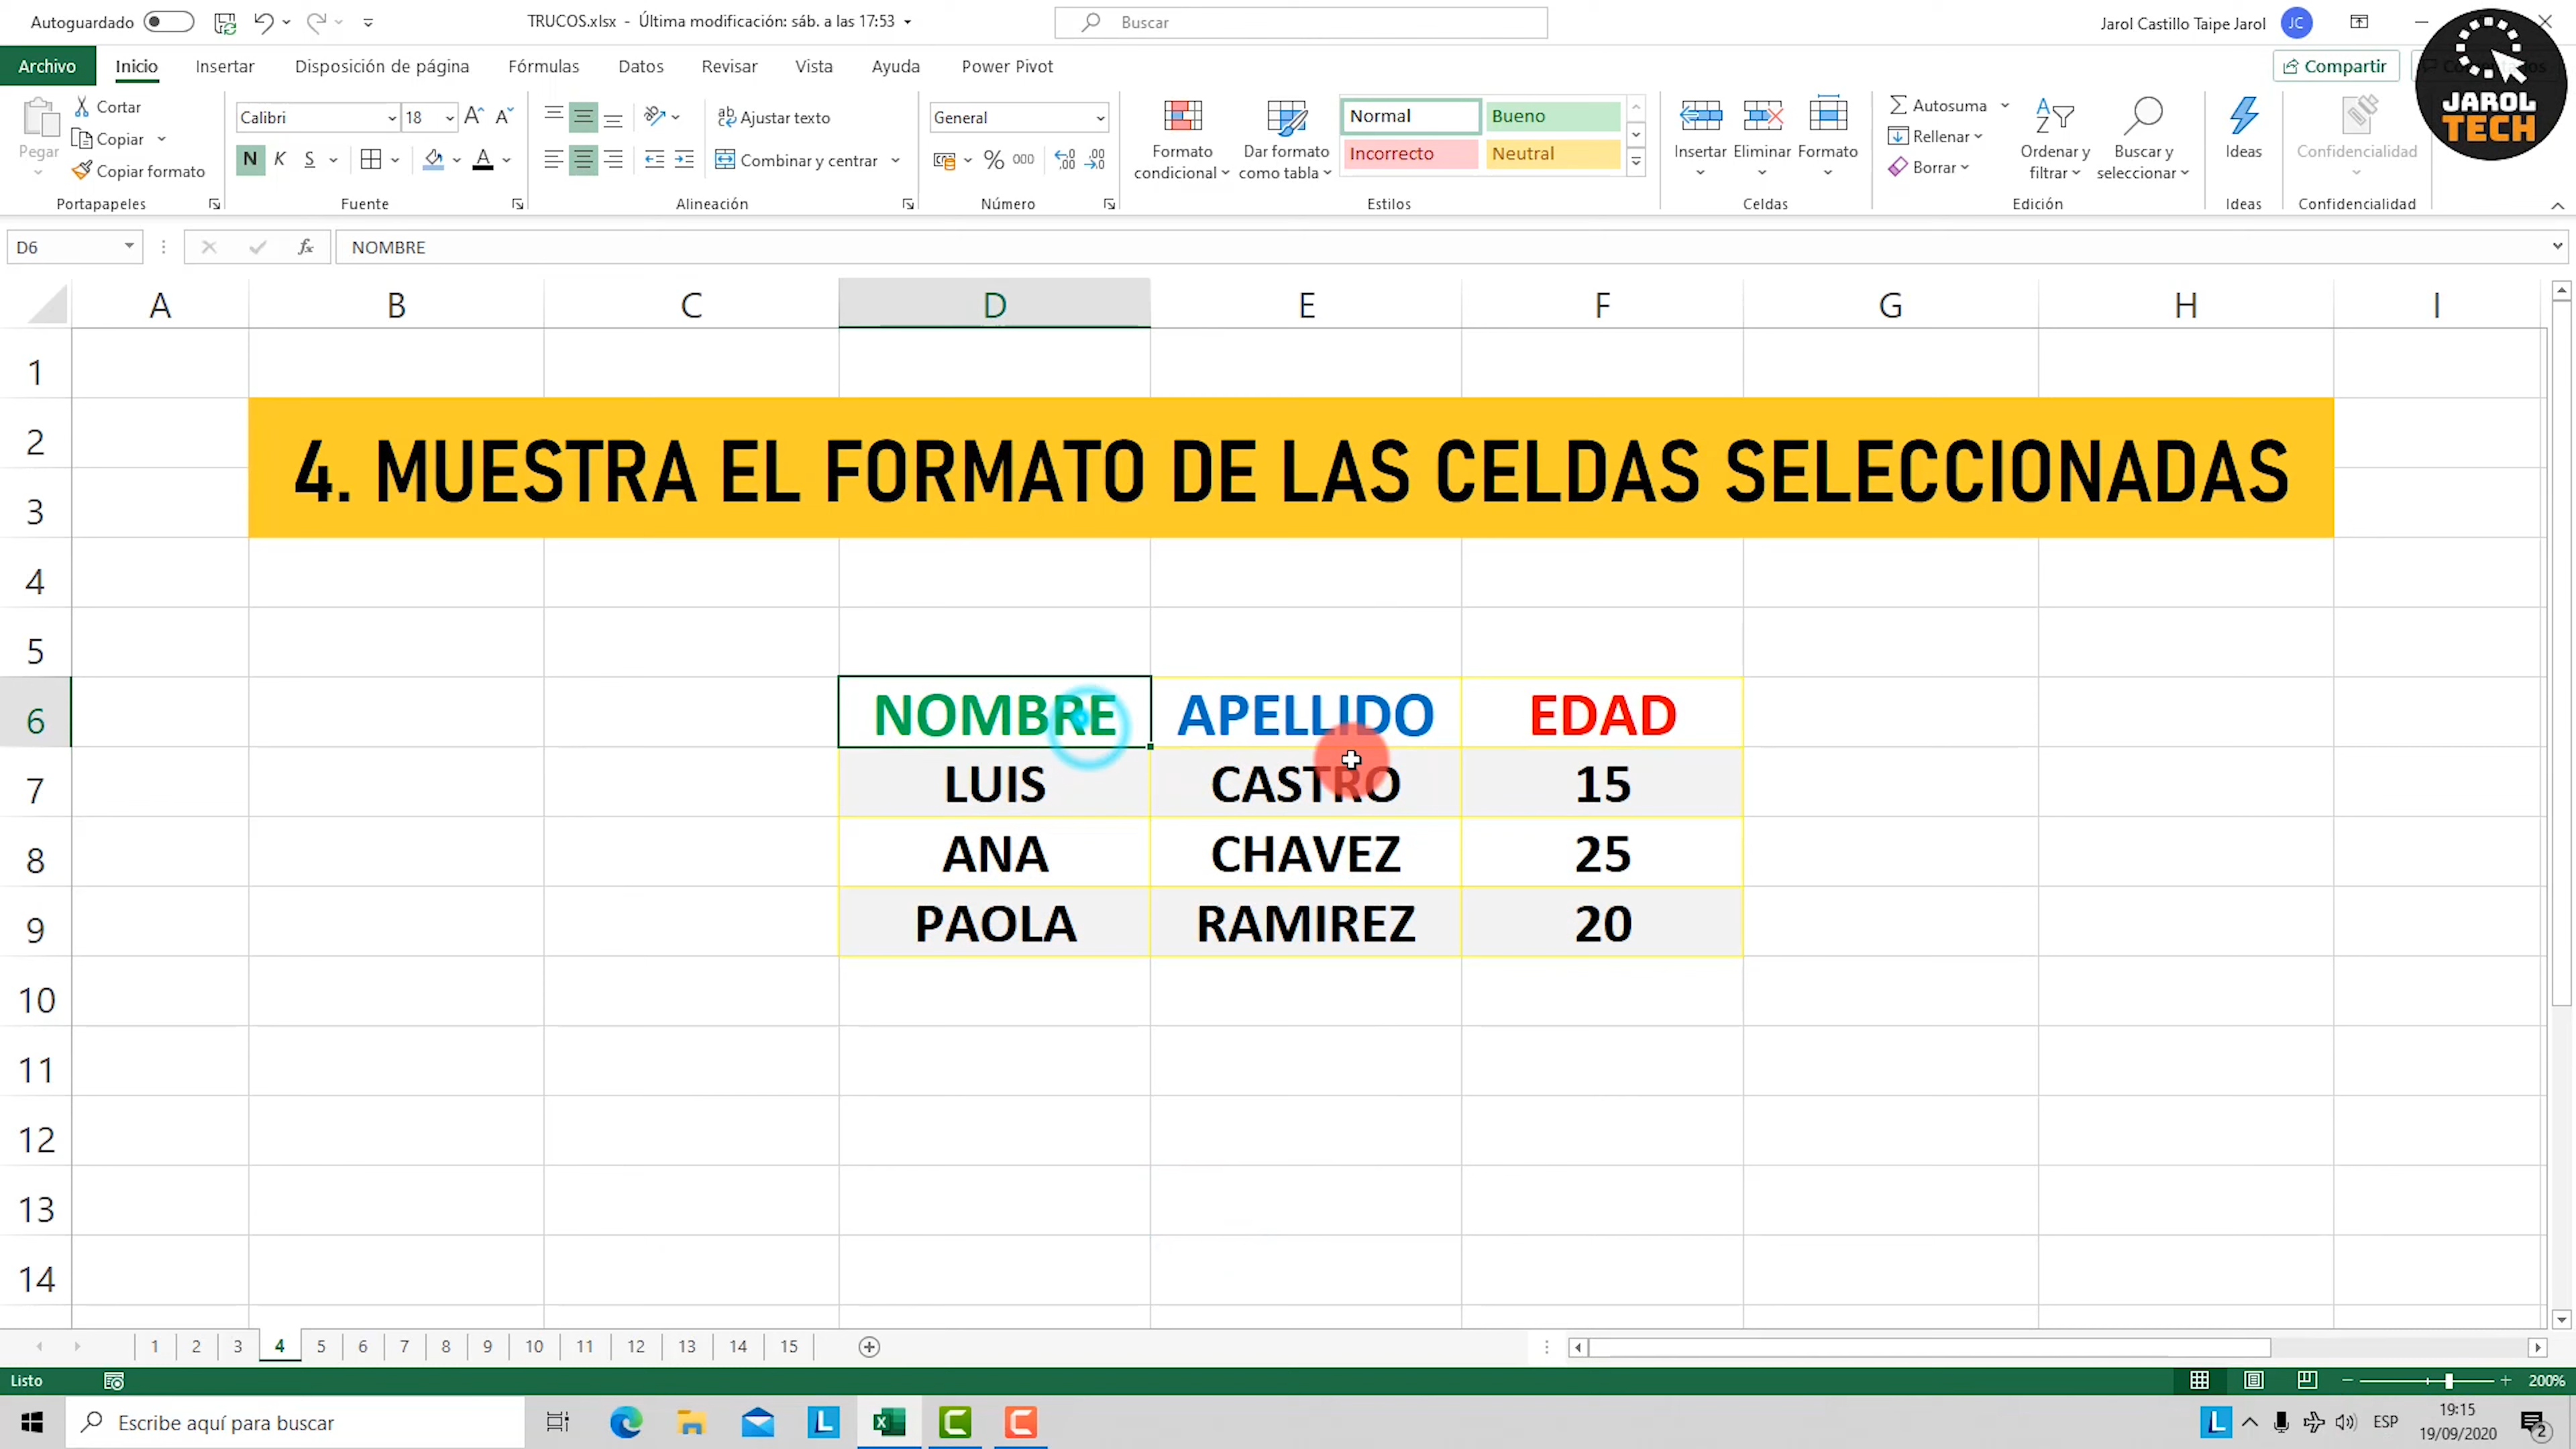 Autoguardado
TRUCOS.xlsx - Última modificación: sáb. a las 17:53
Buscar
Jarol Castillo Taipe Jarol
JC
Archivo Inicio Insertar Disposición de página Fórmulas Datos Revisar Vista Ayuda Power Pivot
Compartir
JAROL
TECH
Pegar
Cortar
Copiar
Copiar formato
Portapapeles
Calibri 18
N K S
Fuente
Ajustar texto
Combinar y centrar
Alineación
General
% 000
Número
Formato condicional
Dar formato como tabla
Normal Bueno
Incorrecto Neutral
Estilos
Insertar Eliminar Formato
Celdas
Autosuma
Rellenar
Borrar
Ordenar y filtrar
Buscar y seleccionar
Edición
Ideas
Ideas
Confidencialidad
Confidencialidad
D6 fx NOMBRE
A B C D E F G H I
1
2
3
4. MUESTRA EL FORMATO DE LAS CELDAS SELECCIONADAS
4
5
6 NOMBRE APELLIDO EDAD
7 LUIS CASTRO 15
8 ANA CHAVEZ 25
9 PAOLA RAMIREZ 20
10
11
12
13
14
1 2 3 4 5 6 7 8 9 10 11 12 13 14 15
Listo
200%
Escribe aquí para buscar
ESP
19:15
19/09/2020
2